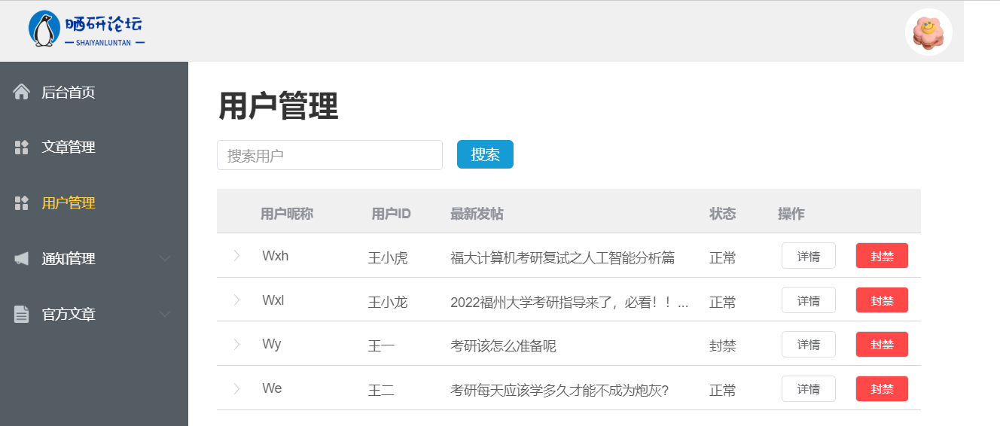 晒研论坛
SHAIYANLUNTAN
后台首页
文章管理
用户管理
通知管理
官方文章
用户管理
搜索用户 搜索
用户昵称 用户ID 最新发帖 状态 操作
Wxh 王小虎 福大计算机考研复试之人工智能分析篇 正常 详情 封禁
Wxl 王小龙 2022福州大学考研指导来了，必看！！... 正常 详情 封禁
Wy 王一 考研该怎么准备呢 封禁 详情 封禁
We 王二 考研每天应该学多久才能不成为炮灰? 正常 详情 封禁